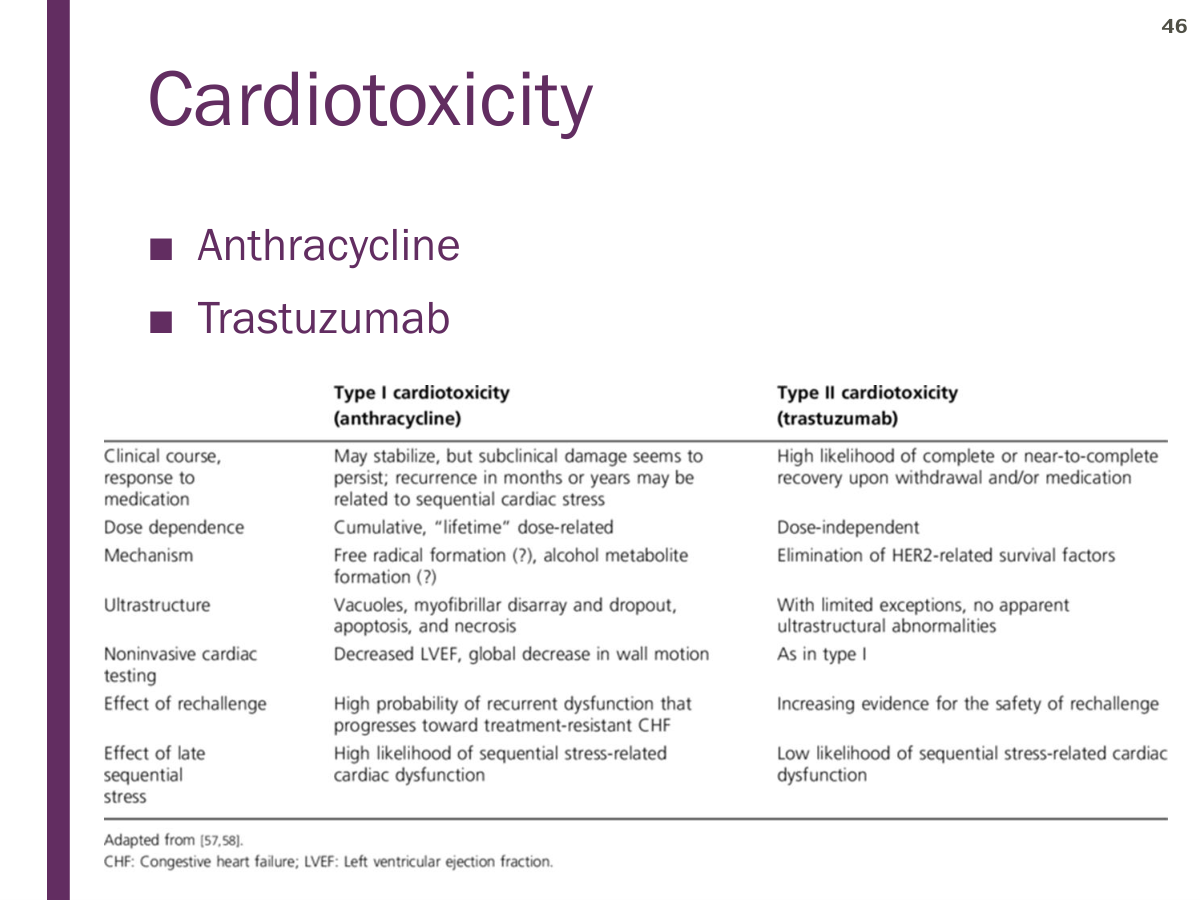 46
Cardiotoxicity
■ Anthracycline
■ Trastuzumab
Type I cardiotoxicity (anthracycline)
Type II cardiotoxicity (trastuzumab)
Clinical course, response to medication
May stabilize, but subclinical damage seems to persist; recurrence in months or years may be related to sequential cardiac stress
High likelihood of complete or near-to-complete recovery upon withdrawal and/or medication
Dose dependence
Cumulative, “lifetime” dose-related
Dose-independent
Mechanism
Free radical formation (?), alcohol metabolite formation (?)
Elimination of HER2-related survival factors
Ultrastructure
Vacuoles, myofibrillar disarray and dropout, apoptosis, and necrosis
With limited exceptions, no apparent ultrastructural abnormalities
Noninvasive cardiac testing
Decreased LVEF, global decrease in wall motion
As in type I
Effect of rechallenge
High probability of recurrent dysfunction that progresses toward treatment-resistant CHF
Increasing evidence for the safety of rechallenge
Effect of late sequential stress
High likelihood of sequential stress-related cardiac dysfunction
Low likelihood of sequential stress-related cardiac dysfunction
Adapted from [57,58].
CHF: Congestive heart failure; LVEF: Left ventricular ejection fraction.